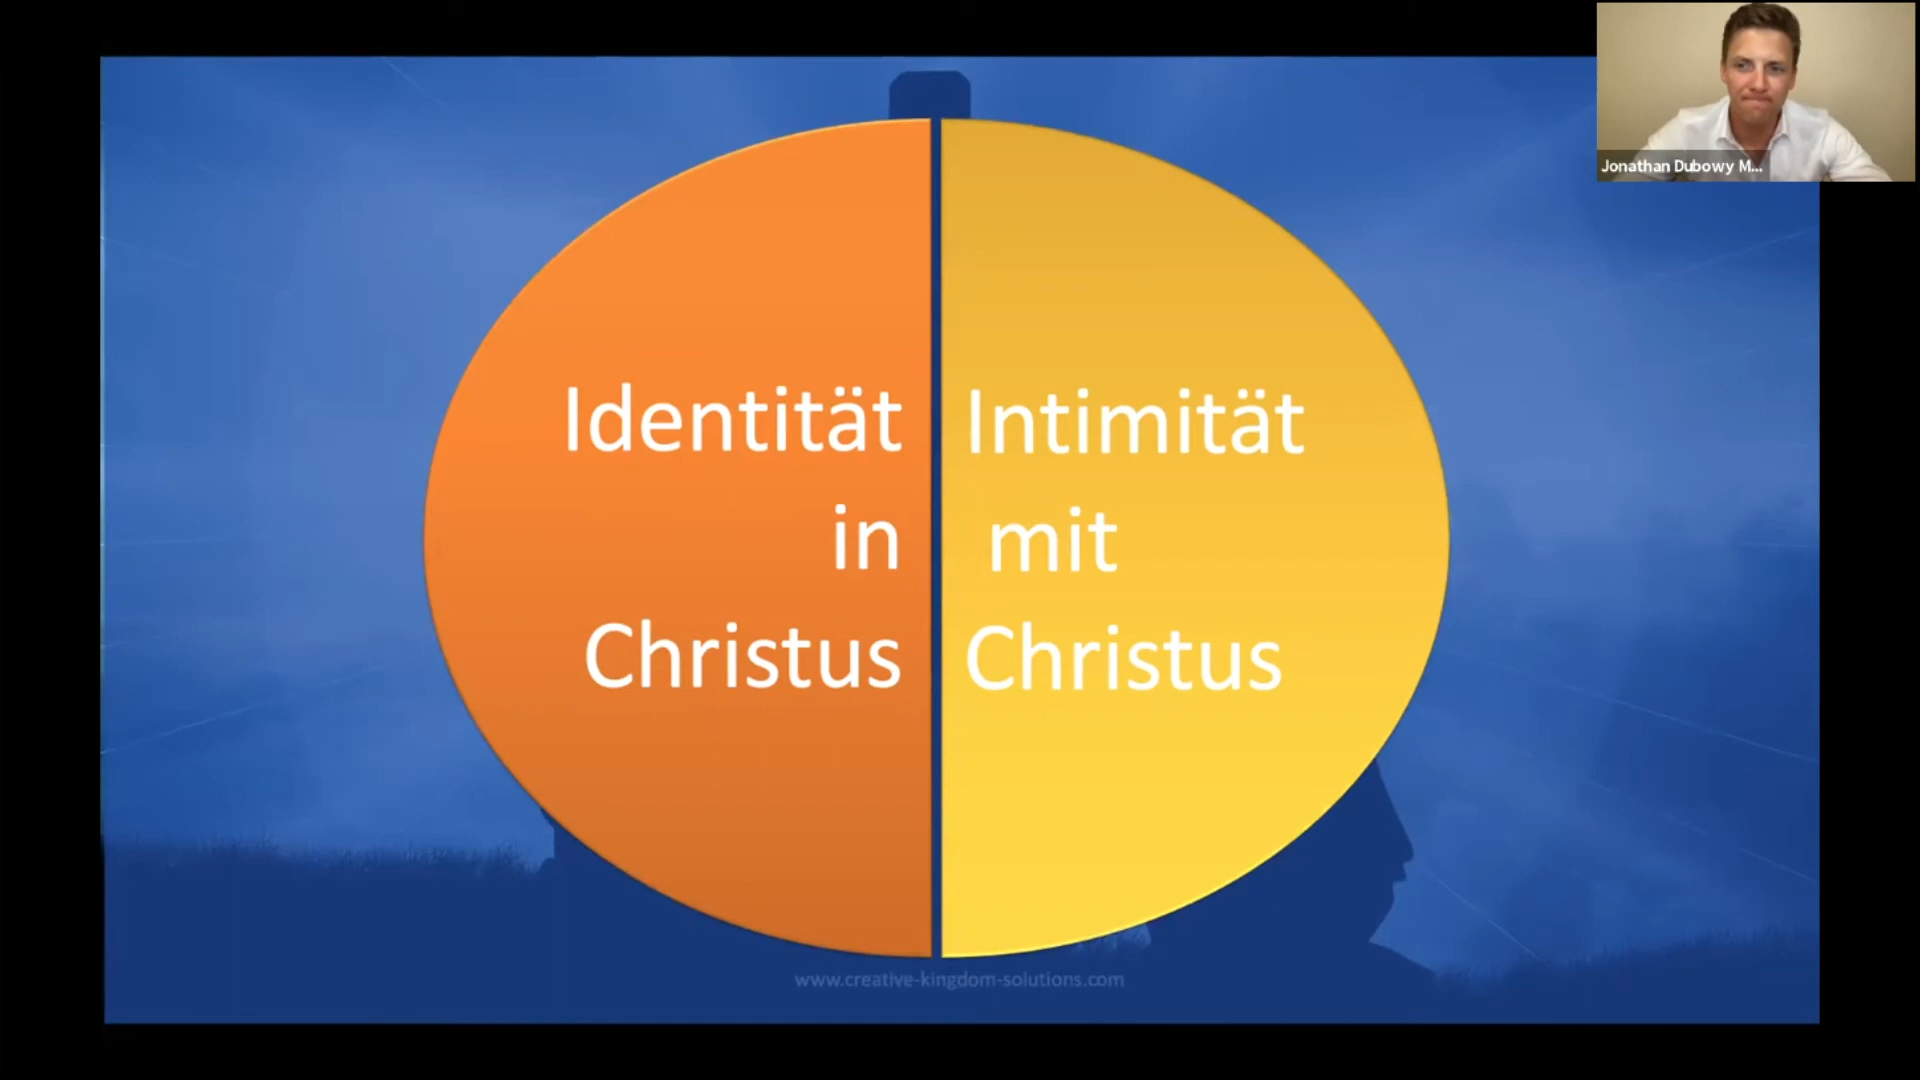 Jonathan Dubowy M...
Identität
in
Christus
Intimität
mit
Christus
www.creative-kingdom-solutions.com